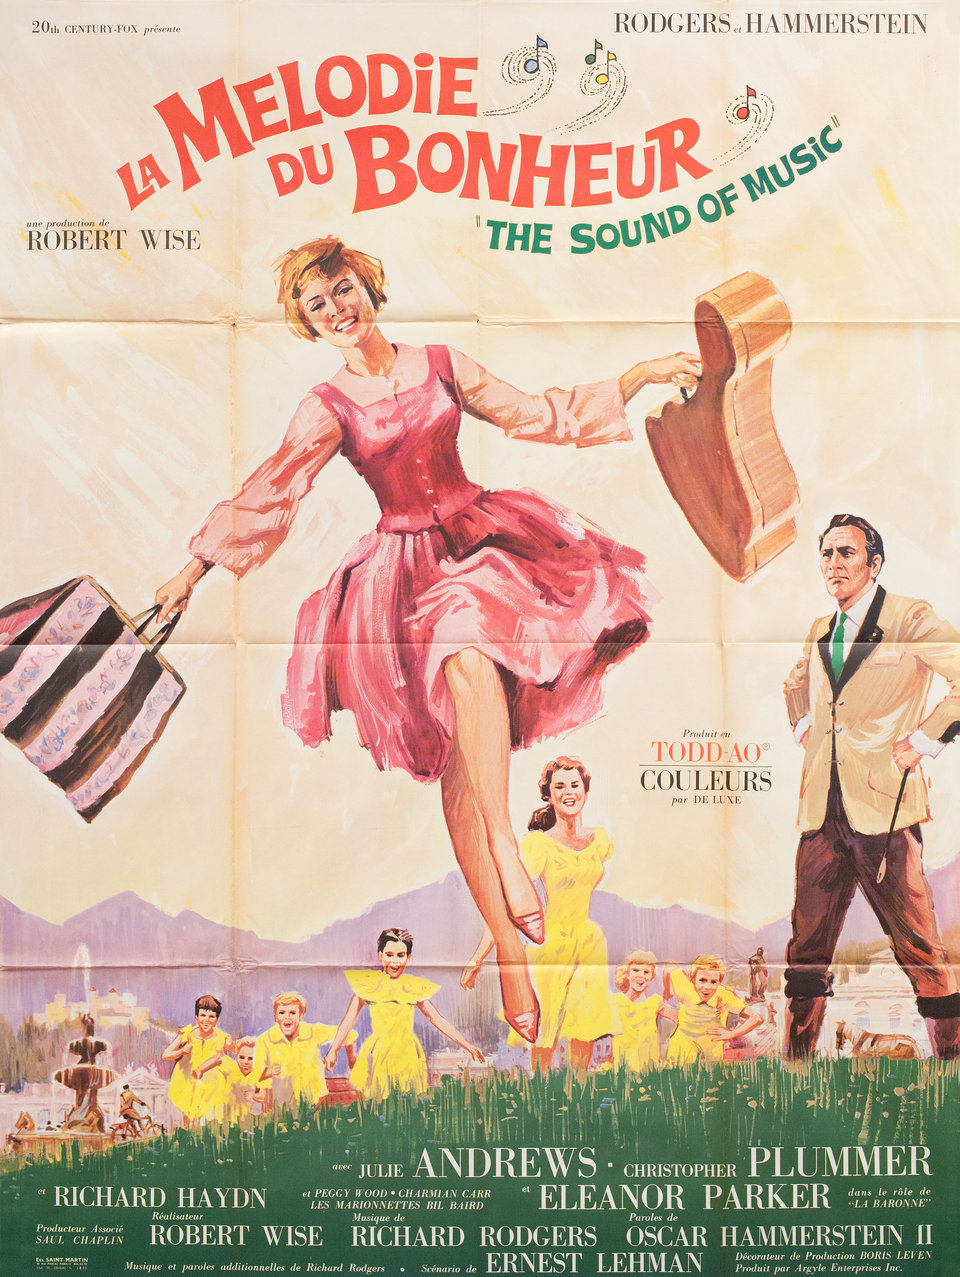 20th CENTURY-FOX présente
RODGERS et HAMMERSTEIN
LA MELODiE
DU BONHEUR
"THE SOUND OF MUSiC"
une production de
ROBERT WISE
Produit en
TODD-AO®
COULEURS
par DE LUXE
avec JULIE ANDREWS · CHRISTOPHER PLUMMER
et RICHARD HAYDN
et PEGGY WOOD • CHARMIAN CARR
LES MARIONNETTES BIL BAIRD
et ELEANOR PARKER
dans le rôle de
"LA BARONNE"
Producteur Associé
SAUL CHAPLIN
Réalisateur
ROBERT WISE
Musique de
RICHARD RODGERS
Paroles de
OSCAR HAMMERSTEIN II
Musique et paroles additionnelles de Richard Rodgers • Scénario de ERNEST LEHMAN
Décorateur de Production BORIS LEVEN
Produit par Argyle Enterprises Inc.
Ets SAINT-MARTIN